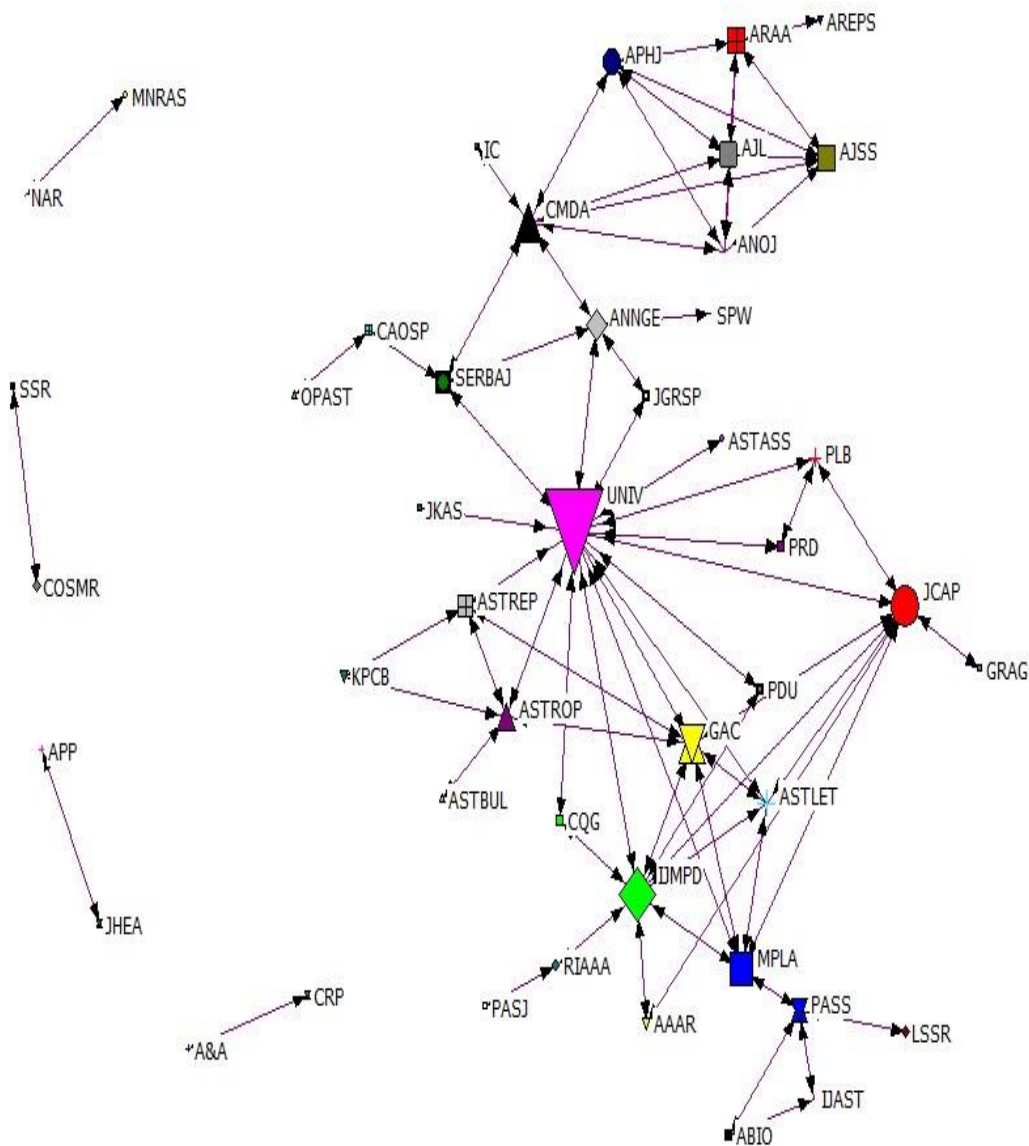 AREPS
ARAA
APHJ
MNRAS
IC
AJL
AJSS
NAR
CMDA
ANOJ
ANNGE
SPW
CAOSP
SERBAJ
SSR
OPAST
JGRSP
ASTASS
PLB
UNIV
JKAS
PRD
COSMR
ASTREP
JCAP
KPCB
GRAG
PDU
ASTROP
GAC
APP
ASTBUL
ASTLET
CQG
IJMPD
JHEA
MPLA
RIAAA
CRP
PASJ
PASS
AAAR
LSSR
A&A
IJAST
ABIO